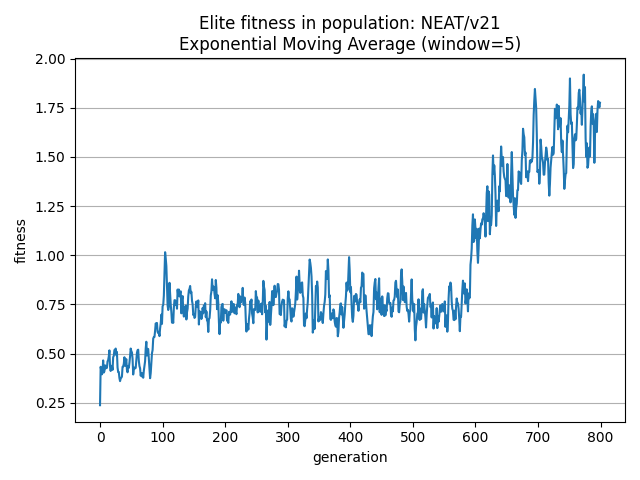 Elite fitness in population: NEAT/v21
Exponential Moving Average (window=5)
2.00
1.75
1.50
1.25
1.00
0.75
0.50
0.25
fitness
0 100 200 300 400 500 600 700 800
generation